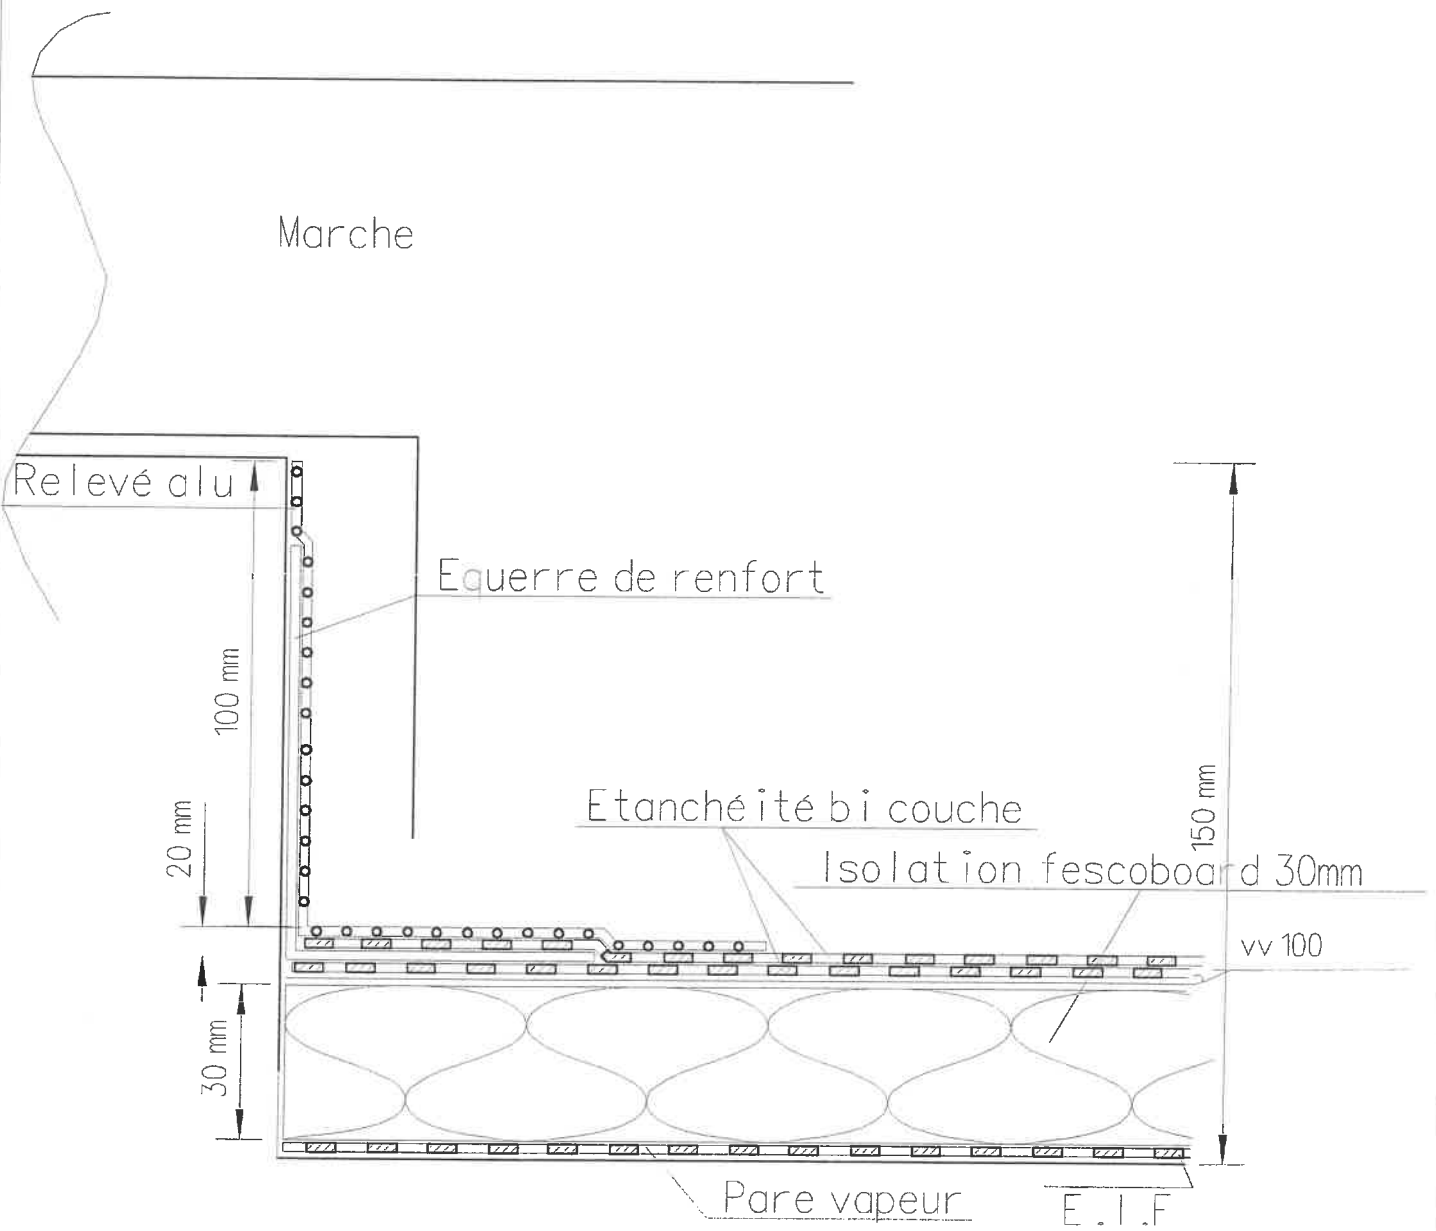 Marche
Relevé alu
Equerre de renfort
100 mm
20 mm
Etanchéité bi couche
150 mm
Isolation fescoboard 30mm
vv 100
30 mm
Pare vapeur
E.I.F